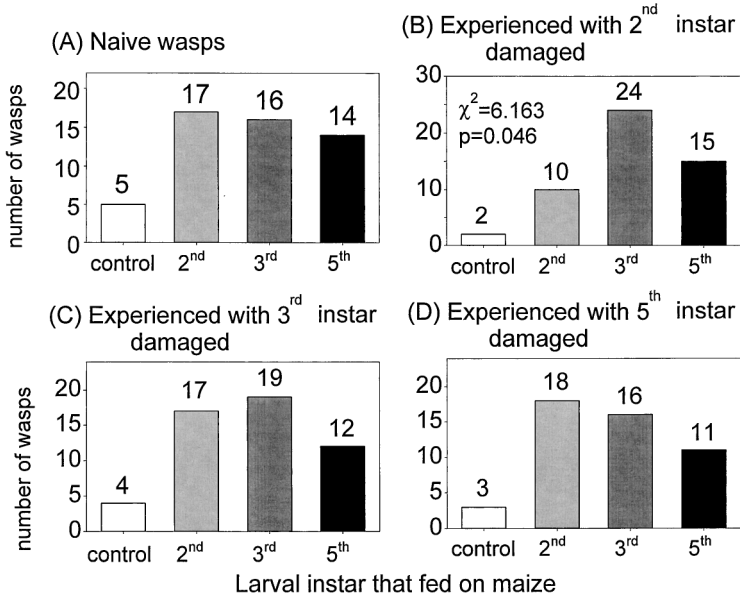 (A) Naive wasps
number of wasps
20
15
10
5
0
5
17
16
14
control 2nd 3rd 5th
(B) Experienced with 2nd instar
damaged
30
20
10
0
χ²=6.163
p=0.046
2
10
24
15
control 2nd 3rd 5th
(C) Experienced with 3rd instar
damaged
number of wasps
20
15
10
5
0
4
17
19
12
control 2nd 3rd 5th
(D) Experienced with 5th instar
damaged
20
15
10
5
0
3
18
16
11
control 2nd 3rd 5th
Larval instar that fed on maize